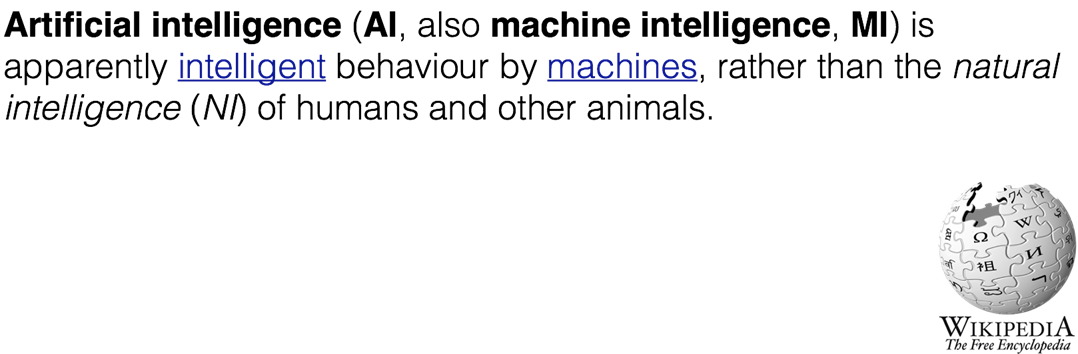 Artificial intelligence (AI, also machine intelligence, MI) is
apparently intelligent behaviour by machines, rather than the natural
intelligence (NI) of humans and other animals.
Ω W
祖 И
WIKIPEDIA
The Free Encyclopedia